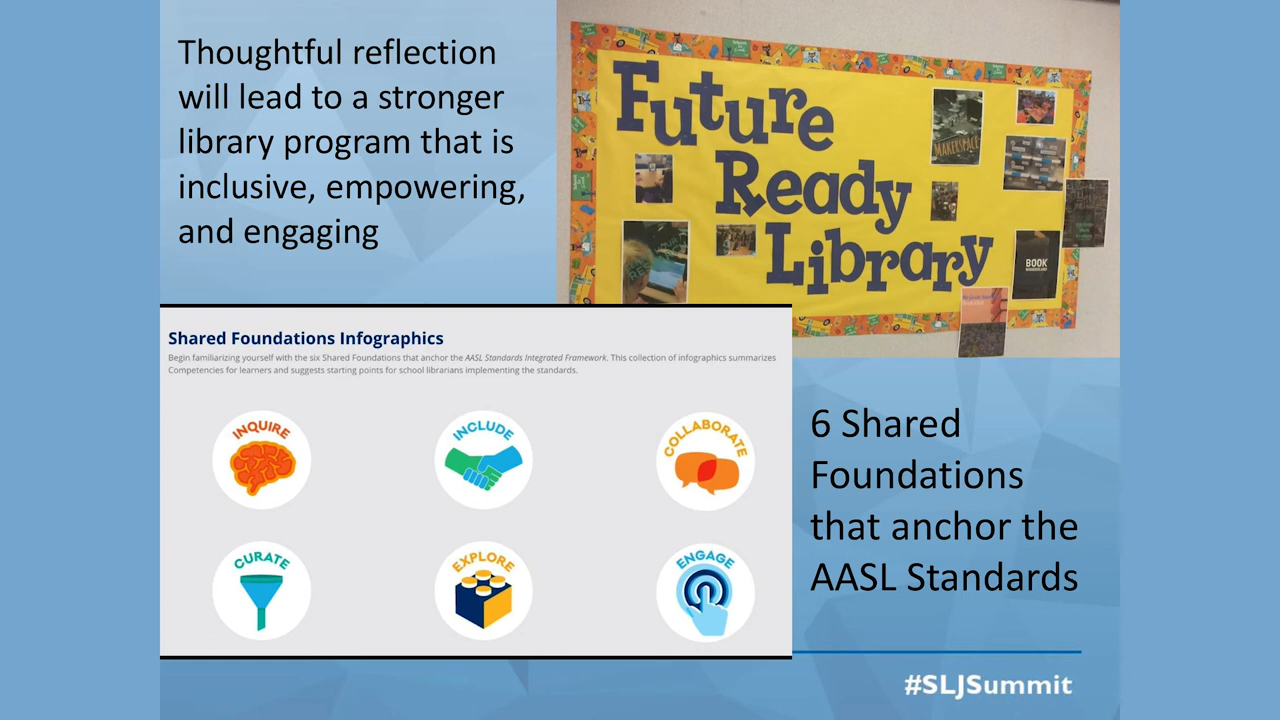 Thoughtful reflection
will lead to a stronger
library program that is
inclusive, empowering,
and engaging
Future
Ready
Library
MAKERSPACE
BOOK
Shared Foundations Infographics
Begin familiarizing yourself with the six Shared Foundations that anchor the AASL Standards Integrated Framework. This collection of infographics summarizes
Competencies for learners and suggests starting points for school librarians implementing the standards.
INQUIRE
INCLUDE
COLLABORATE
CURATE
EXPLORE
ENGAGE
6 Shared
Foundations
that anchor the
AASL Standards
#SLJSummit